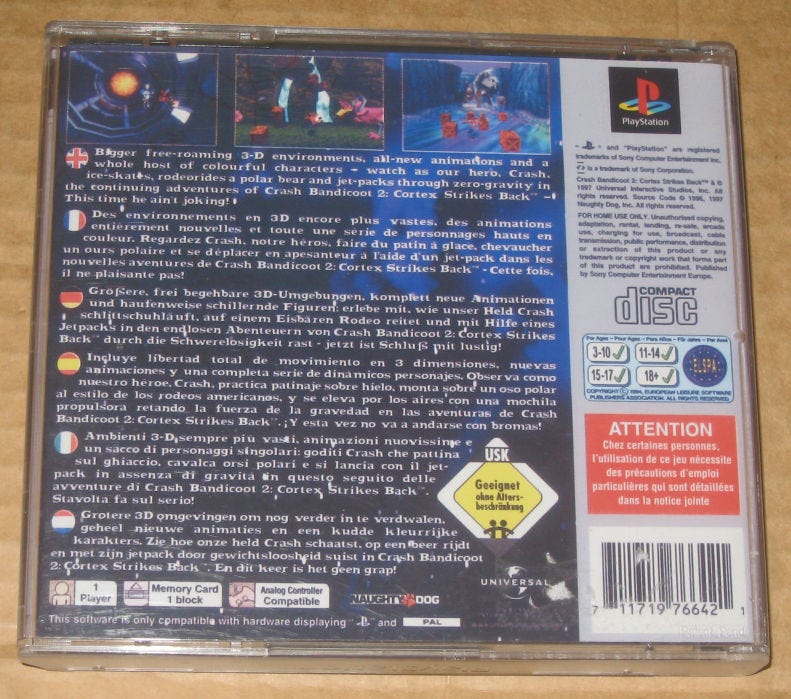 Bigger free-roaming 3-D environments, all-new animations and a
whole host of colourful characters - watch as our hero, Crash,
ice-skates, rodeorides a polar bear and jet-packs through zero-gravity in
the continuing adventures of Crash Bandicoot 2: Cortex Strikes Back™ -
This time he ain't joking!
Des environnements en 3D encore plus vastes, des animations
entièrement nouvelles et toute une série de personnages hauts en
couleur. Regardez Crash, notre héros, faire du patin à glace, chevaucher
un ours polaire et se déplacer en apesanteur à l'aide d'un jet-pack dans les
nouvelles aventures de Crash Bandicoot 2: Cortex Strikes Back™ - Cette fois,
il ne plaisante pas!
Größere, frei begehbare 3D-Umgebungen, komplett neue Animationen
und haufenweise schillernde Figuren: erlebe mit, wie unser Held Crash
schlittschuhläuft, auf einem Eisbären Rodeo reitet und mit Hilfe eines
Jetpacks in den endlosen Abenteuern von Crash Bandicoot 2: Cortex Strikes
Back™ durch die Schwerelosigkeit rast - jetzt ist Schluß mit lustig!
Incluye libertad total de movimiento en 3 dimensiones, nuevas
animaciones y una completa serie de dinámicos personajes. Observa como
nuestro héroe, Crash, practica patinaje sobre hielo, monta sobre un oso polar
al estilo de los rodeos americanos, y se eleva por los aires con una mochila
propulsora retando la fuerza de la gravedad en las aventuras de Crash
Bandicoot 2: Cortex Strikes Back™. ¡Y esta vez no va a andarse con bromas!
Ambienti 3-D sempre più vasti, animazioni nuovissime e
un sacco di personaggi singolari: goditi Crash che pattina
sul ghiaccio, cavalca orsi polari e si lancia con il jet-
pack in assenza di gravità in questo seguito delle
avventure di Crash Bandicoot 2: Cortex Strikes Back™.
Stavolta fa sul serio!
Grotere 3D omgevingen om nog verder in te verdwalen,
geheel nieuwe animaties en een kudde kleurrijke
karakters. Zie hoe onze held Crash schaatst, op een beer rijdt
en met zijn jetpack door gewichtsloosheid suist in Crash Bandicoot
2: Cortex Strikes Back™. En dit keer is het geen grap!
USK
Geeignet
ohne Alters-
beschränkung
UNIVERSAL
1
Player
Memory Card
1 block
Analog Controller
Compatible
NAUGHTY DOG
This software is only compatible with hardware displaying " " and PAL
PlayStation
" " and "PlayStation" are registered
trademarks of Sony Computer Entertainment Inc.
is a trademark of Sony Corporation.
Crash Bandicoot 2: Cortex Strikes Back™ & ©
1997 Universal Interactive Studios, Inc. All
rights reserved. Source Code © 1996, 1997
Naughty Dog, Inc. All rights reserved.
FOR HOME USE ONLY. Unauthorised copying,
adaptation, rental, lending, re-sale, arcade
use, charging for use, broadcast, cable
transmission, public performance, distribution
or extraction of this product or any
trademark or copyright work that forms part
of this product are prohibited. Published
by Sony Computer Entertainment Europe.
COMPACT
disc
For Ages - Pour Ages - Para Años - Für Jahre - Per Anni
3-10 11-14
15-17 18+
ELSPA
COPYRIGHT © 1994, EUROPEAN LEISURE SOFTWARE
PUBLISHERS ASSOCIATION. ALL RIGHTS RESERVED
ATTENTION
Chez certaines personnes,
l'utilisation de ce jeu nécessite
des précautions d'emploi
particulières qui sont détaillées
dans la notice jointe
7 11719 76642 1